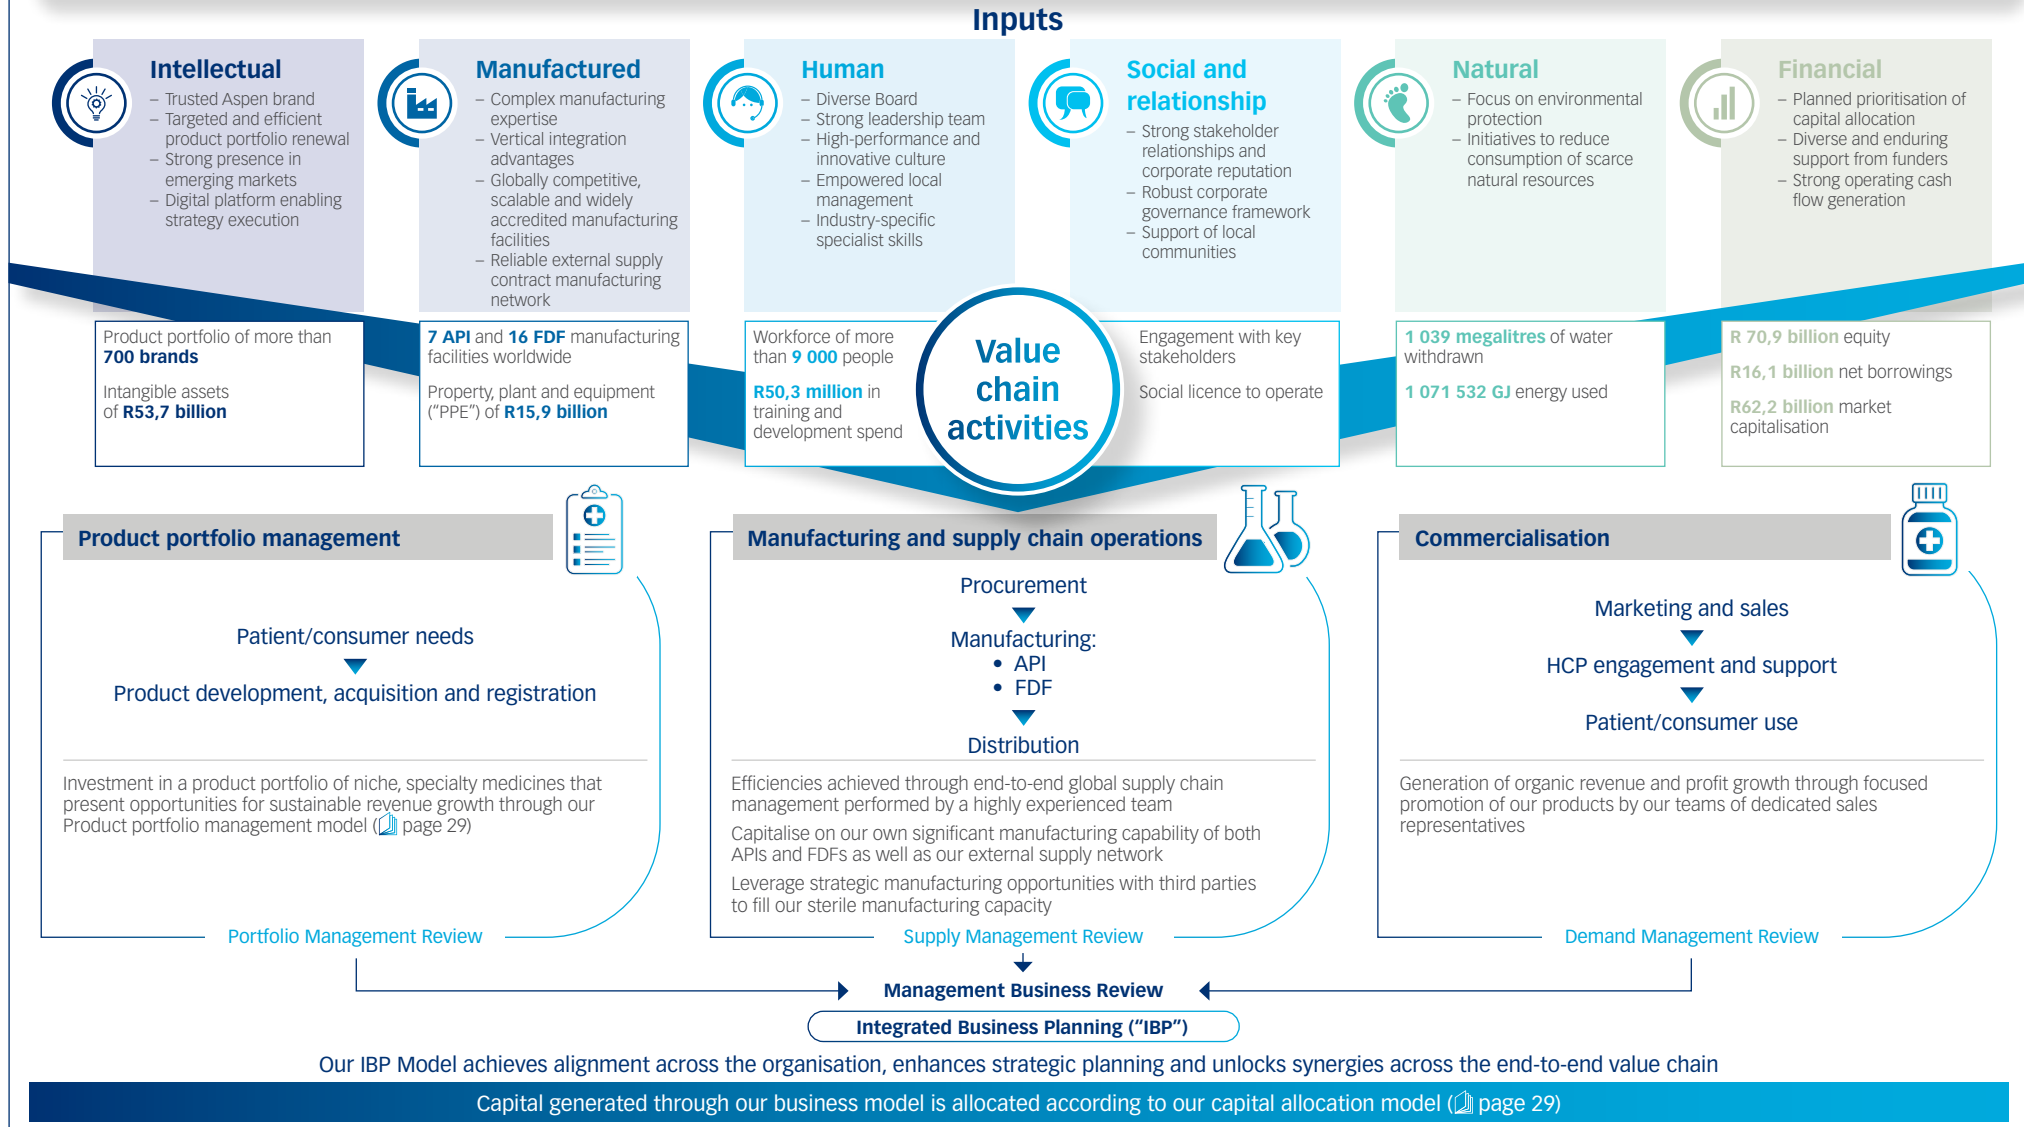 Inputs
Intellectual
– Trusted Aspen brand
– Targeted and efficient
product portfolio renewal
– Strong presence in
emerging markets
– Digital platform enabling
strategy execution
Manufactured
– Complex manufacturing
expertise
– Vertical integration
advantages
– Globally competitive,
scalable and widely
accredited manufacturing
facilities
– Reliable external supply
contract manufacturing
network
Human
– Diverse Board
– Strong leadership team
– High-performance and
innovative culture
– Empowered local
management
– Industry-specific
specialist skills
Social and
relationship
– Strong stakeholder
relationships and
corporate reputation
– Robust corporate
governance framework
– Support of local
communities
Natural
– Focus on environmental
protection
– Initiatives to reduce
consumption of scarce
natural resources
Financial
– Planned prioritisation of
capital allocation
– Diverse and enduring
support from funders
– Strong operating cash
flow generation
Product portfolio of more than
700 brands
Intangible assets
of R53,7 billion
7 API and 16 FDF manufacturing
facilities worldwide
Property, plant and equipment
(“PPE”) of R15,9 billion
Workforce of more
than 9 000 people
R50,3 million in
training and
development spend
Value
chain
activities
Engagement with key
stakeholders
Social licence to operate
1 039 megalitres of water
withdrawn
1 071 532 GJ energy used
R 70,9 billion equity
R16,1 billion net borrowings
R62,2 billion market
capitalisation
Product portfolio management
Patient/consumer needs
Product development, acquisition and registration
Investment in a product portfolio of niche, specialty medicines that
present opportunities for sustainable revenue growth through our
Product portfolio management model ( page 29)
Portfolio Management Review
Manufacturing and supply chain operations
Procurement
Manufacturing:
• API
• FDF
Distribution
Efficiencies achieved through end-to-end global supply chain
management performed by a highly experienced team
Capitalise on our own significant manufacturing capability of both
APIs and FDFs as well as our external supply network
Leverage strategic manufacturing opportunities with third parties
to fill our sterile manufacturing capacity
Supply Management Review
Commercialisation
Marketing and sales
HCP engagement and support
Patient/consumer use
Generation of organic revenue and profit growth through focused
promotion of our products by our teams of dedicated sales
representatives
Demand Management Review
Management Business Review
Integrated Business Planning (“IBP”)
Our IBP Model achieves alignment across the organisation, enhances strategic planning and unlocks synergies across the end-to-end value chain
Capital generated through our business model is allocated according to our capital allocation model ( page 29)